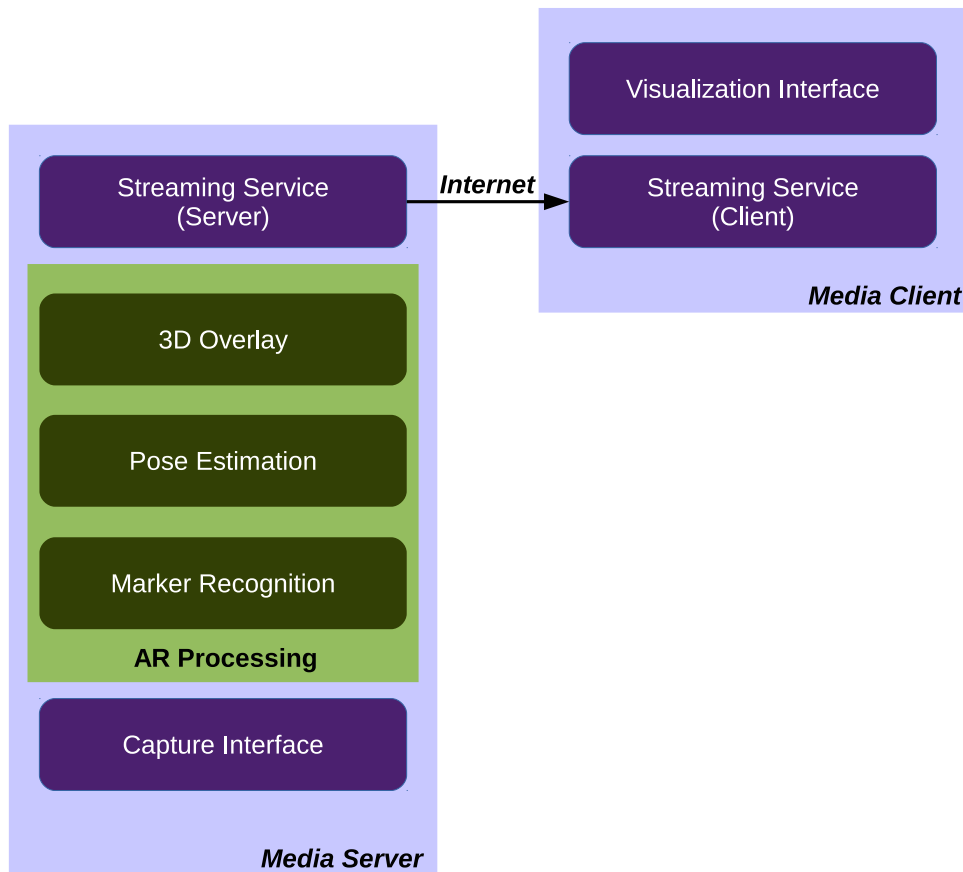 Visualization Interface
Streaming Service
(Server)
Internet
Streaming Service
(Client)
Media Client
3D Overlay
Pose Estimation
Marker Recognition
AR Processing
Capture Interface
Media Server